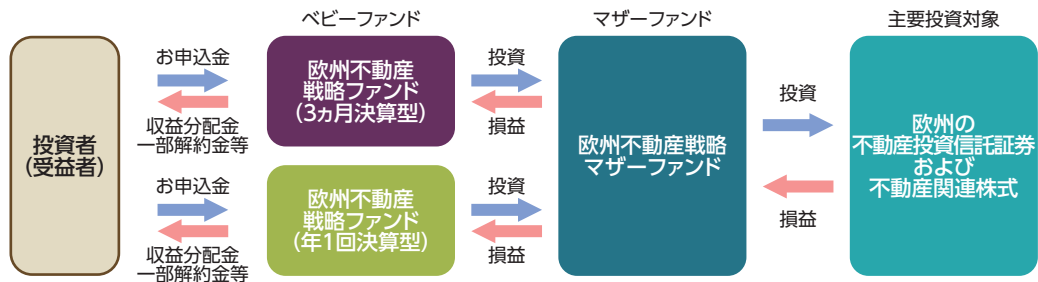 ベビーファンド
マザーファンド
主要投資対象
投資者
(受益者)
お申込金
収益分配金
一部解約金等
欧州不動産
戦略ファンド
(3ヵ月決算型)
投資
損益
お申込金
収益分配金
一部解約金等
欧州不動産
戦略ファンド
(年1回決算型)
投資
損益
欧州不動産戦略
マザーファンド
投資
損益
欧州の
不動産投資信託証券
および
不動産関連株式